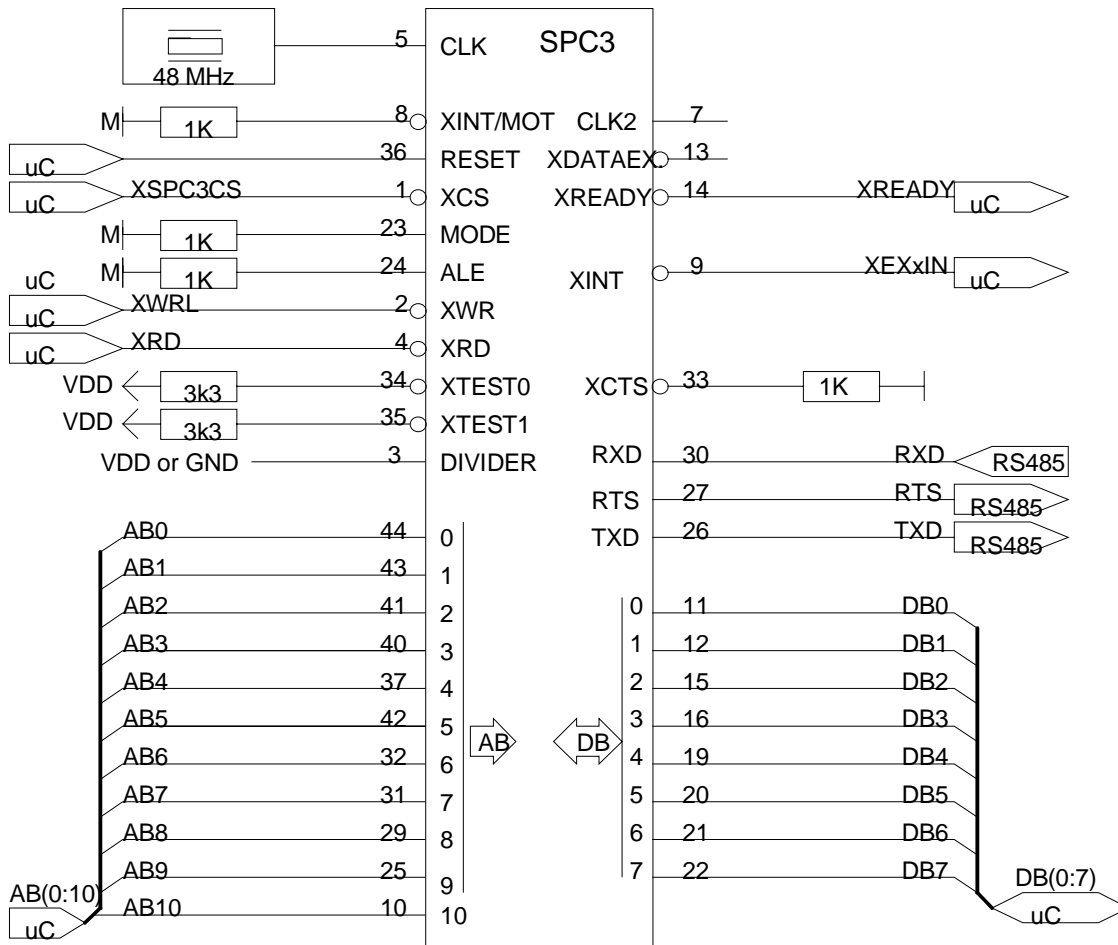 5 CLK SPC3
48 MHz
M 1K 8 XINT/MOT CLK2 7
uC 36 RESET XDATAEX. 13
uC XSPC3CS 1 XCS XREADY 14 XREADY uC
M 1K 23 MODE
M 1K 24 ALE XINT 9 XEXxIN uC
uC
uC XWRL 2 XWR
uC XRD 4 XRD
VDD 3k3 34 XTEST0 XCTS 33 1K
VDD 3k3 35 XTEST1
VDD or GND 3 DIVIDER RXD 30 RXD RS485
RTS 27 RTS RS485
AB0 44 0 TXD 26 TXD RS485
AB1 43 1
AB2 41 2 0 11 DB0
AB3 40 3 1 12 DB1
AB4 37 4 2 15 DB2
AB5 42 5 AB DB 3 16 DB3
AB6 32 6 4 19 DB4
AB7 31 7 5 20 DB5
AB8 29 8 6 21 DB6
AB9 25 9 7 22 DB7
AB(0:10) uC AB10 10 10 DB(0:7) uC